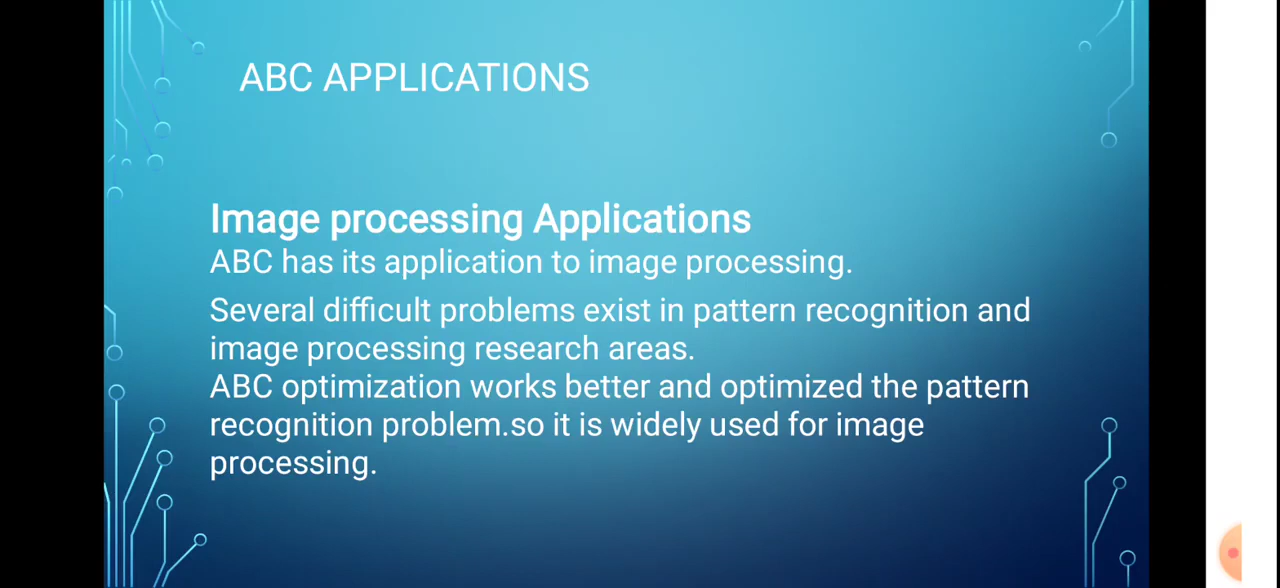 ABC APPLICATIONS
Image processing Applications
ABC has its application to image processing.
Several difficult problems exist in pattern recognition and
image processing research areas.
ABC optimization works better and optimized the pattern
recognition problem.so it is widely used for image
processing.